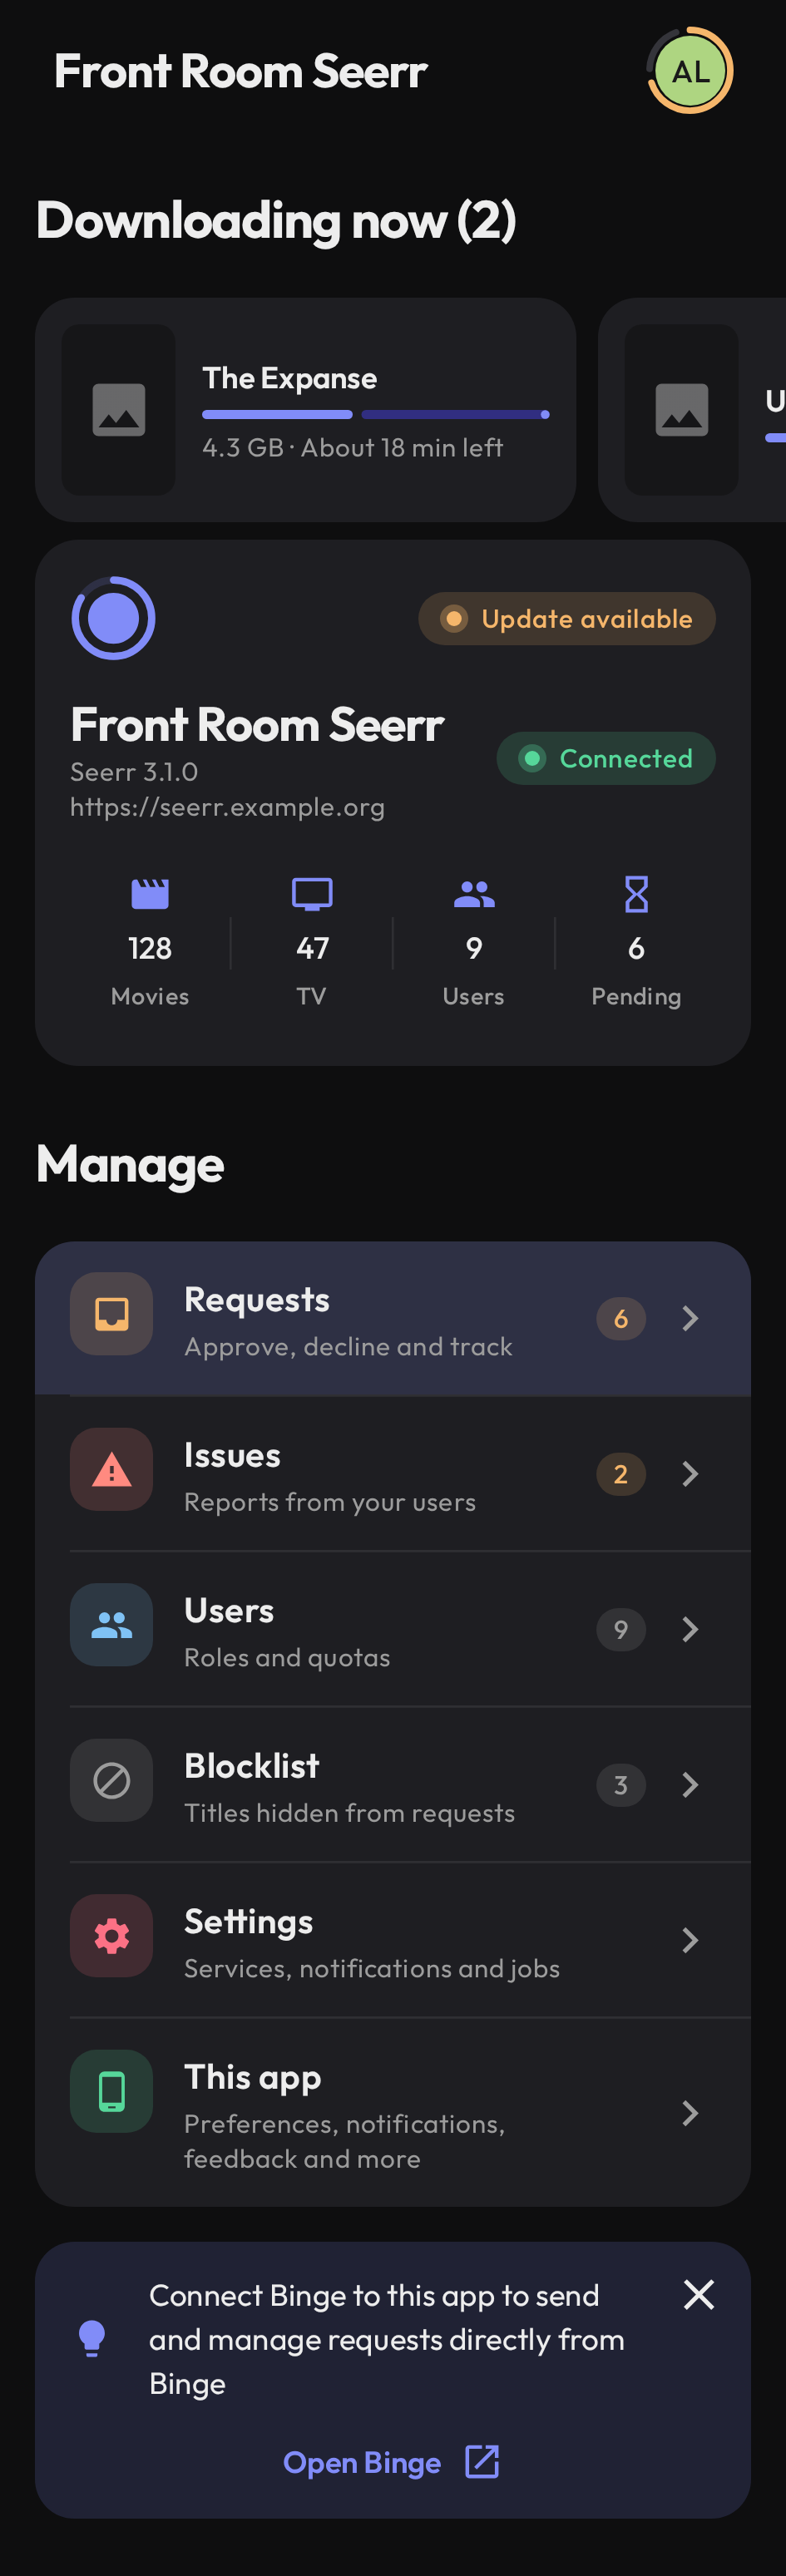 Front Room Seerr
AL
Downloading now (2)
The Expanse
4.3 GB · About 18 min left
U
Update available
Front Room Seerr
Connected
Seerr 3.1.0
https://seerr.example.org
128
47
9
6
Movies
TV
Users
Pending
Manage
Requests
Approve, decline and track
6
Issues
Reports from your users
2
Users
Roles and quotas
9
Blocklist
Titles hidden from requests
3
Settings
Services, notifications and jobs
This app
Preferences, notifications,
feedback and more
Connect Binge to this app to send
and manage requests directly from
Binge
Open Binge